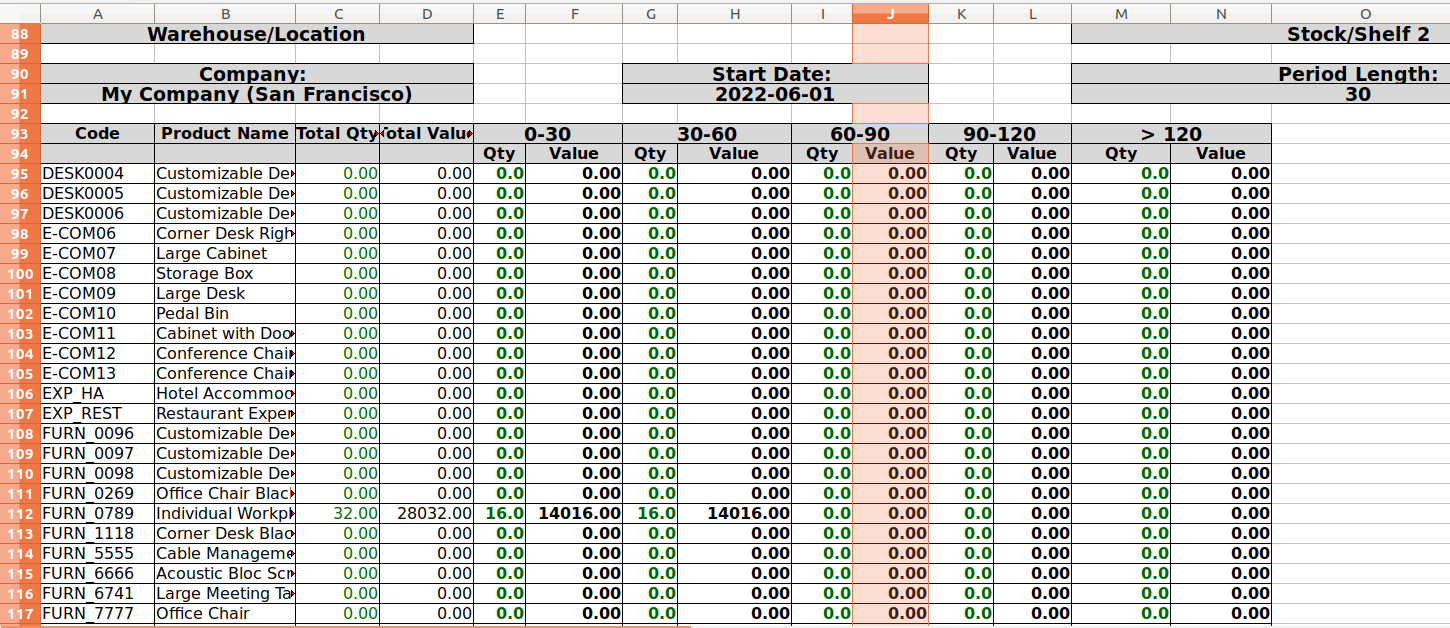 A B C D E F G H I J K L M N O
88 Warehouse/Location Stock/Shelf 2
89
90 Company: Start Date: Period Length:
91 My Company (San Francisco) 2022-06-01 30
92
93 Code Product Name Total Qty Total Valu 0-30 30-60 60-90 90-120 > 120
94 Qty Value Qty Value Qty Value Qty Value Qty Value
95 DESK0004 Customizable De 0.00 0.00 0.0 0.00 0.0 0.00 0.0 0.00 0.0 0.00 0.0 0.00
96 DESK0005 Customizable De 0.00 0.00 0.0 0.00 0.0 0.00 0.0 0.00 0.0 0.00 0.0 0.00
97 DESK0006 Customizable De 0.00 0.00 0.0 0.00 0.0 0.00 0.0 0.00 0.0 0.00 0.0 0.00
98 E-COM06 Corner Desk Righ 0.00 0.00 0.0 0.00 0.0 0.00 0.0 0.00 0.0 0.00 0.0 0.00
99 E-COM07 Large Cabinet 0.00 0.00 0.0 0.00 0.0 0.00 0.0 0.00 0.0 0.00 0.0 0.00
100 E-COM08 Storage Box 0.00 0.00 0.0 0.00 0.0 0.00 0.0 0.00 0.0 0.00 0.0 0.00
101 E-COM09 Large Desk 0.00 0.00 0.0 0.00 0.0 0.00 0.0 0.00 0.0 0.00 0.0 0.00
102 E-COM10 Pedal Bin 0.00 0.00 0.0 0.00 0.0 0.00 0.0 0.00 0.0 0.00 0.0 0.00
103 E-COM11 Cabinet with Doo 0.00 0.00 0.0 0.00 0.0 0.00 0.0 0.00 0.0 0.00 0.0 0.00
104 E-COM12 Conference Chai 0.00 0.00 0.0 0.00 0.0 0.00 0.0 0.00 0.0 0.00 0.0 0.00
105 E-COM13 Conference Chai 0.00 0.00 0.0 0.00 0.0 0.00 0.0 0.00 0.0 0.00 0.0 0.00
106 EXP_HA Hotel Accommoc 0.00 0.00 0.0 0.00 0.0 0.00 0.0 0.00 0.0 0.00 0.0 0.00
107 EXP_REST Restaurant Exper 0.00 0.00 0.0 0.00 0.0 0.00 0.0 0.00 0.0 0.00 0.0 0.00
108 FURN_0096 Customizable De 0.00 0.00 0.0 0.00 0.0 0.00 0.0 0.00 0.0 0.00 0.0 0.00
109 FURN_0097 Customizable De 0.00 0.00 0.0 0.00 0.0 0.00 0.0 0.00 0.0 0.00 0.0 0.00
110 FURN_0098 Customizable De 0.00 0.00 0.0 0.00 0.0 0.00 0.0 0.00 0.0 0.00 0.0 0.00
111 FURN_0269 Office Chair Blac 0.00 0.00 0.0 0.00 0.0 0.00 0.0 0.00 0.0 0.00 0.0 0.00
112 FURN_0789 Individual Workpl 32.00 28032.00 16.0 14016.00 16.0 14016.00 0.0 0.00 0.0 0.00 0.0 0.00
113 FURN_1118 Corner Desk Blac 0.00 0.00 0.0 0.00 0.0 0.00 0.0 0.00 0.0 0.00 0.0 0.00
114 FURN_5555 Cable Manageme 0.00 0.00 0.0 0.00 0.0 0.00 0.0 0.00 0.0 0.00 0.0 0.00
115 FURN_6666 Acoustic Bloc Scr 0.00 0.00 0.0 0.00 0.0 0.00 0.0 0.00 0.0 0.00 0.0 0.00
116 FURN_6741 Large Meeting Ta 0.00 0.00 0.0 0.00 0.0 0.00 0.0 0.00 0.0 0.00 0.0 0.00
117 FURN_7777 Office Chair 0.00 0.00 0.0 0.00 0.0 0.00 0.0 0.00 0.0 0.00 0.0 0.00